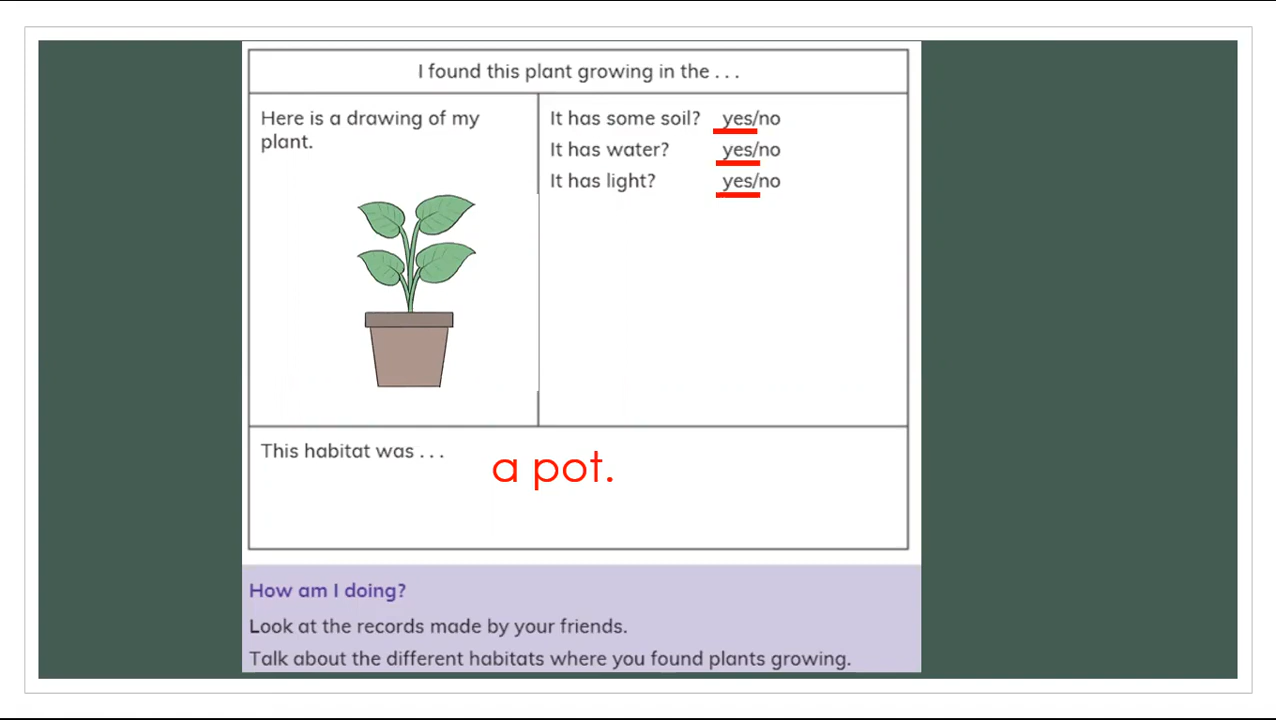 I found this plant growing in the . . .
Here is a drawing of my
plant.
It has some soil? yes/no
It has water? yes/no
It has light? yes/no
This habitat was . . .
a pot.
How am I doing?
Look at the records made by your friends.
Talk about the different habitats where you found plants growing.